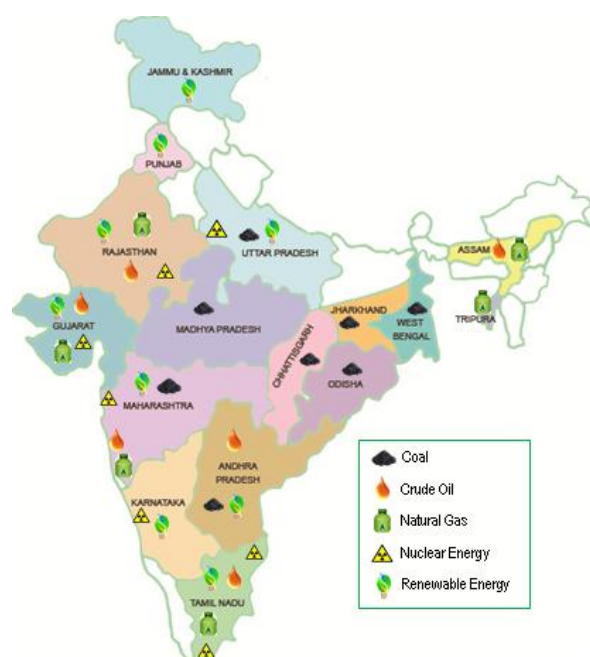 JAMMU & KASHMIR
PUNJAB
RAJASTHAN
UTTAR PRADESH
ASSAM
GUJARAT
MADHYA PRADESH
JHARKHAND
WEST
BENGAL
TRIPURA
CHHATTISGARH
ODISHA
MAHARASHTRA
ANDHRA
PRADESH
KARNATAKA
TAMIL NADU
Coal
Crude Oil
Natural Gas
Nuclear Energy
Renewable Energy